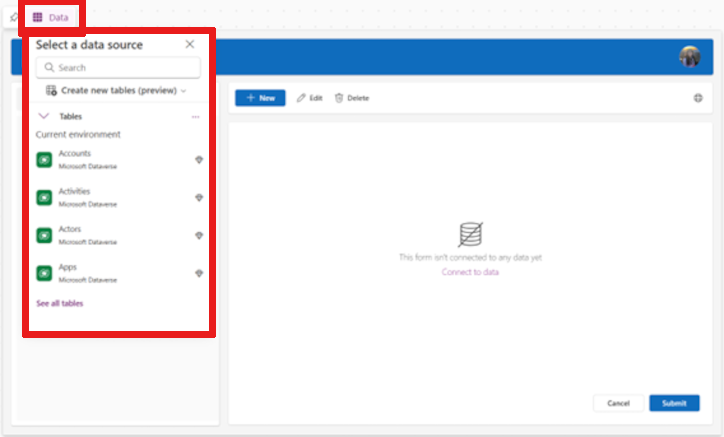 Data
Select a data source
Search
Create new tables (preview)
Tables
Current environment
Accounts
Microsoft Dataverse
Activities
Microsoft Dataverse
Actors
Microsoft Dataverse
Apps
Microsoft Dataverse
See all tables
New Edit Delete
This form isn't connected to any data yet
Connect to data
Cancel Submit